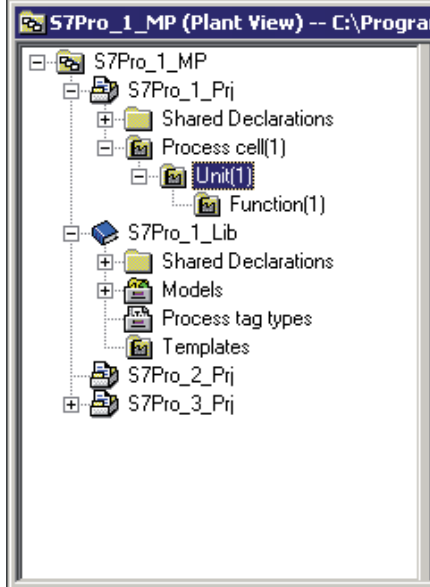 S7Pro_1_MP (Plant View) -- C:\Progra
S7Pro_1_MP
S7Pro_1_Prj
Shared Declarations
Process cell(1)
Unit(1)
Function(1)
S7Pro_1_Lib
Shared Declarations
Models
Process tag types
Templates
S7Pro_2_Prj
S7Pro_3_Prj